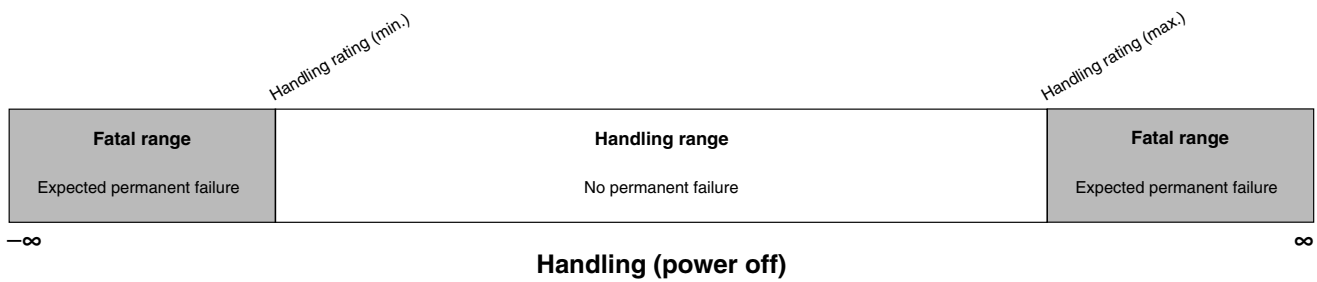 Handling rating (min.)
Handling rating (max.)
Fatal range
Handling range
Fatal range
Expected permanent failure
No permanent failure
Expected permanent failure
–∞
∞
Handling (power off)